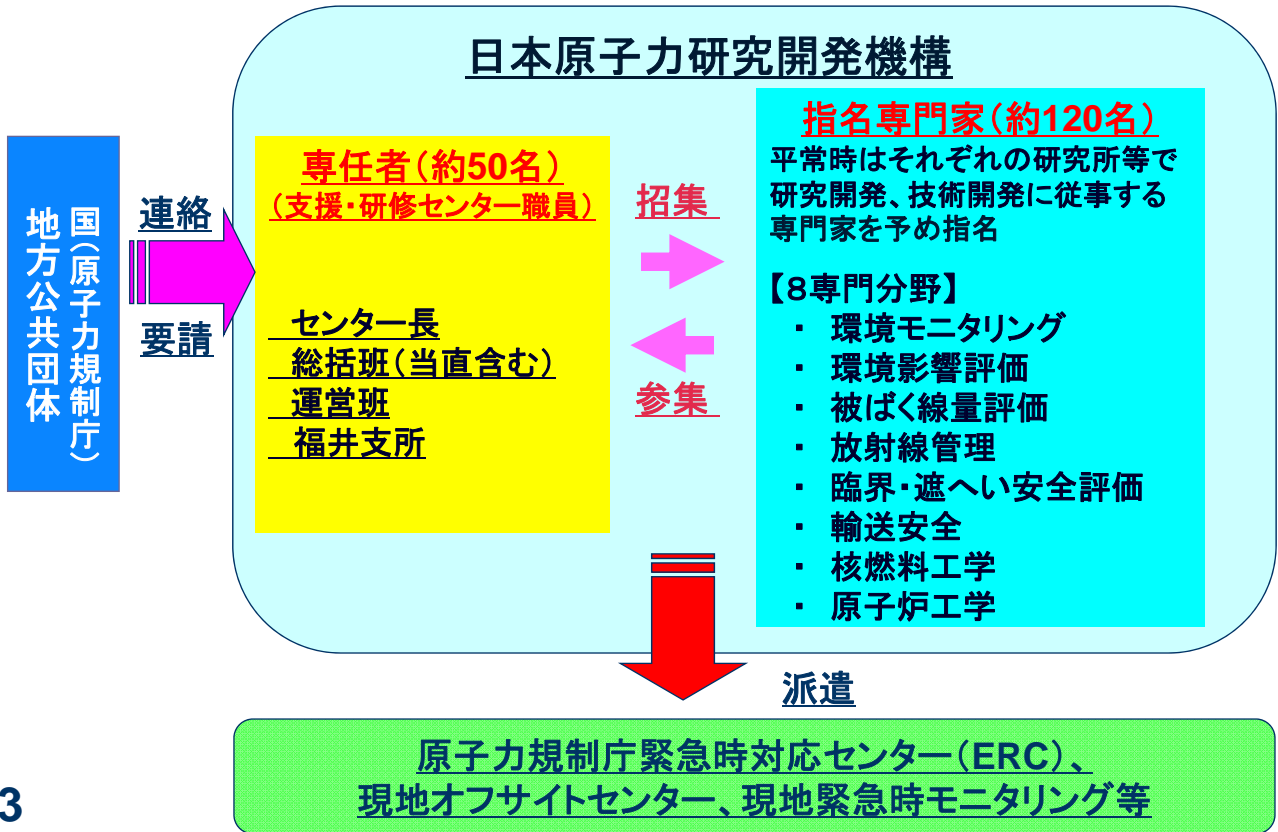 日本原子力研究開発機構
国(原子力規制庁)
地方公共団体
連絡
要請
専任者(約50名)
(支援・研修センター職員)
センター長
総括班(当直含む)
運営班
福井支所
招集
参集
指名専門家(約120名)
平常時はそれぞれの研究所等で
研究開発、技術開発に従事する
専門家を予め指名
【8専門分野】
・ 環境モニタリング
・ 環境影響評価
・ 被ばく線量評価
・ 放射線管理
・ 臨界・遮へい安全評価
・ 輸送安全
・ 核燃料工学
・ 原子炉工学
派遣
原子力規制庁緊急時対応センター(ERC)、
現地オフサイトセンター、現地緊急時モニタリング等
3